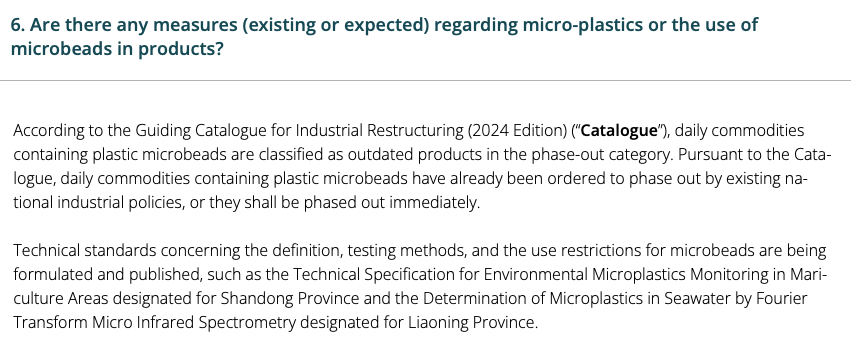 6. Are there any measures (existing or expected) regarding micro-plastics or the use of
microbeads in products?
According to the Guiding Catalogue for Industrial Restructuring (2024 Edition) (“Catalogue”), daily commodities
containing plastic microbeads are classified as outdated products in the phase-out category. Pursuant to the Cata-
logue, daily commodities containing plastic microbeads have already been ordered to phase out by existing na-
tional industrial policies, or they shall be phased out immediately.
Technical standards concerning the definition, testing methods, and the use restrictions for microbeads are being
formulated and published, such as the Technical Specification for Environmental Microplastics Monitoring in Mari-
culture Areas designated for Shandong Province and the Determination of Microplastics in Seawater by Fourier
Transform Micro Infrared Spectrometry designated for Liaoning Province.